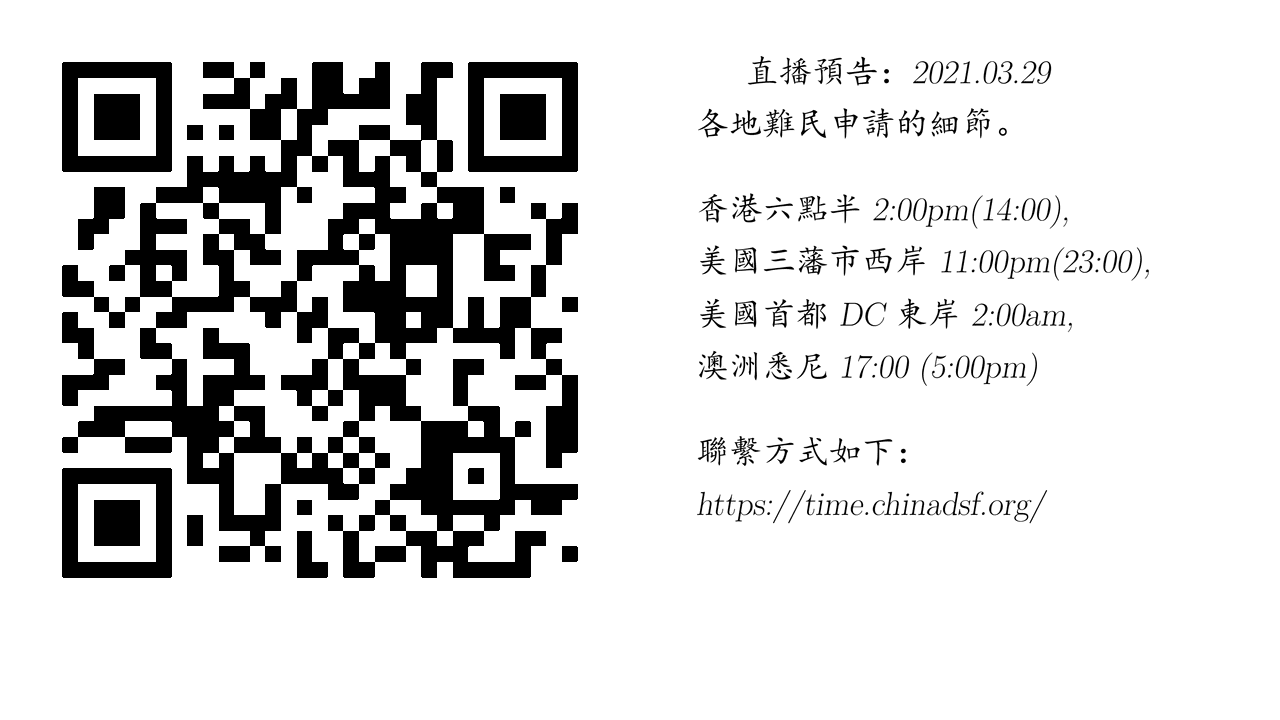 直播預告：2021.03.29
各地難民申請的細節。
香港六點半 2:00pm(14:00),
美國三藩市西岸 11:00pm(23:00),
美國首都 DC 東岸 2:00am,
澳洲悉尼 17:00 (5:00pm)
聯繫方式如下：
https://time.chinadsf.org/